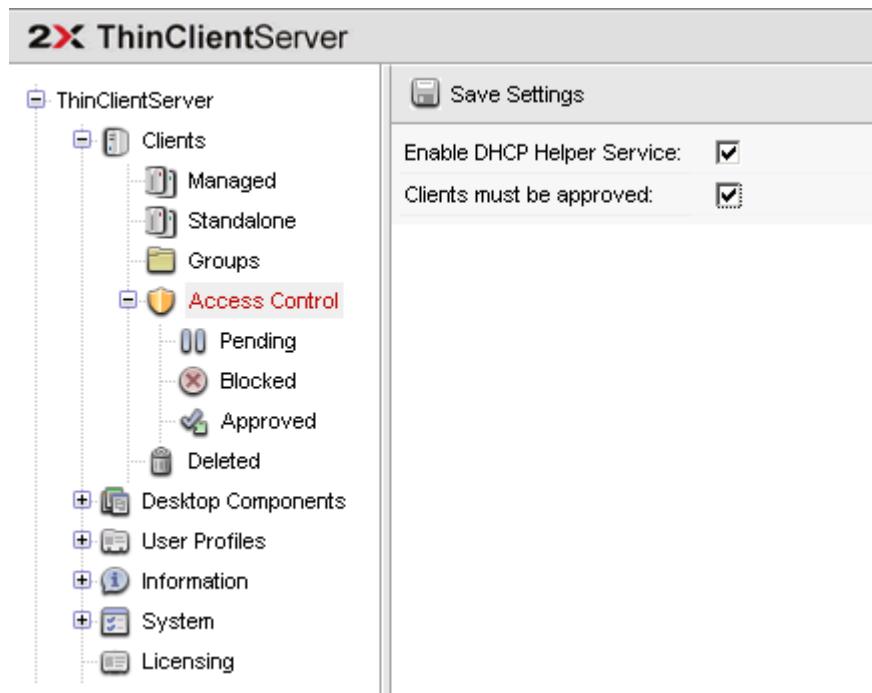 2X ThinClientServer
ThinClientServer
Clients
Managed
Standalone
Groups
Access Control
Pending
Blocked
Approved
Deleted
Desktop Components
User Profiles
Information
System
Licensing
Save Settings
Enable DHCP Helper Service:
Clients must be approved: